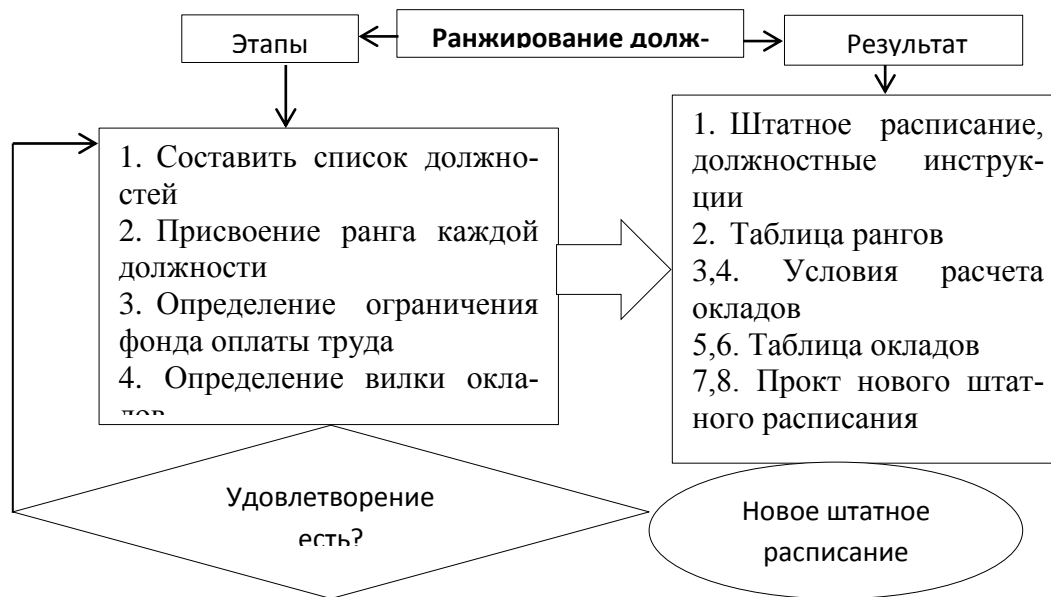 Этапы
Ранжирование долж-
Результат
1. Составить список должно-
стей
2. Присвоение ранга каждой
должности
3. Определение ограничения
фонда оплаты труда
4. Определение вилки окла-
дов
1. Штатное расписание,
должностные инструк-
ции
2. Таблица рангов
3,4. Условия расчета
окладов
5,6. Таблица окладов
7,8. Прокт нового штат-
ного расписания
Удовлетворение
есть?
Новое штатное
расписание